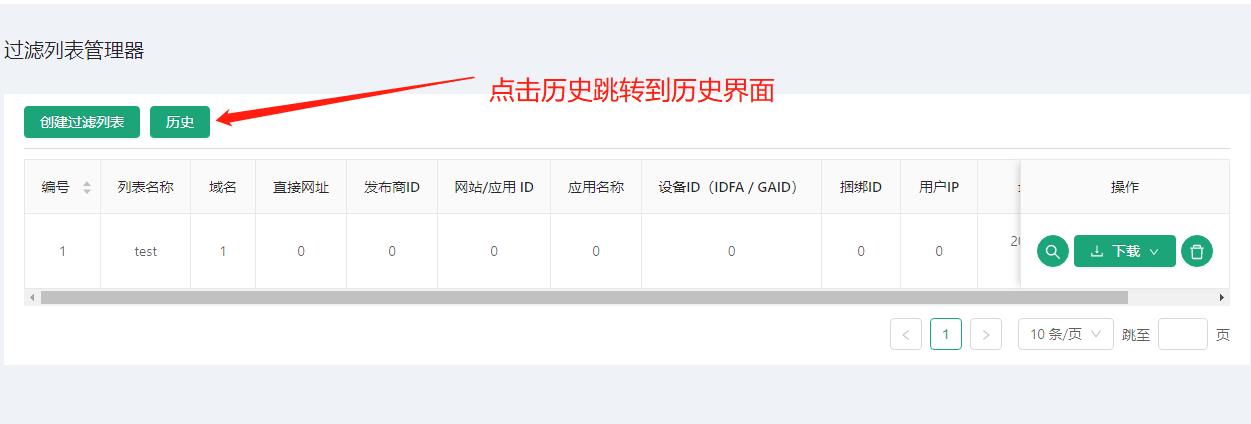 过滤列表管理器
点击历史跳转到历史界面
创建过滤列表 历史
编号 列表名称 域名 直接网址 发布商ID 网站/应用 ID 应用名称 设备ID（IDFA / GAID） 捆绑ID 用户IP 操作
1 test 1 0 0 0 0 0 0 0 20 下载
1 10 条/页 跳至 页